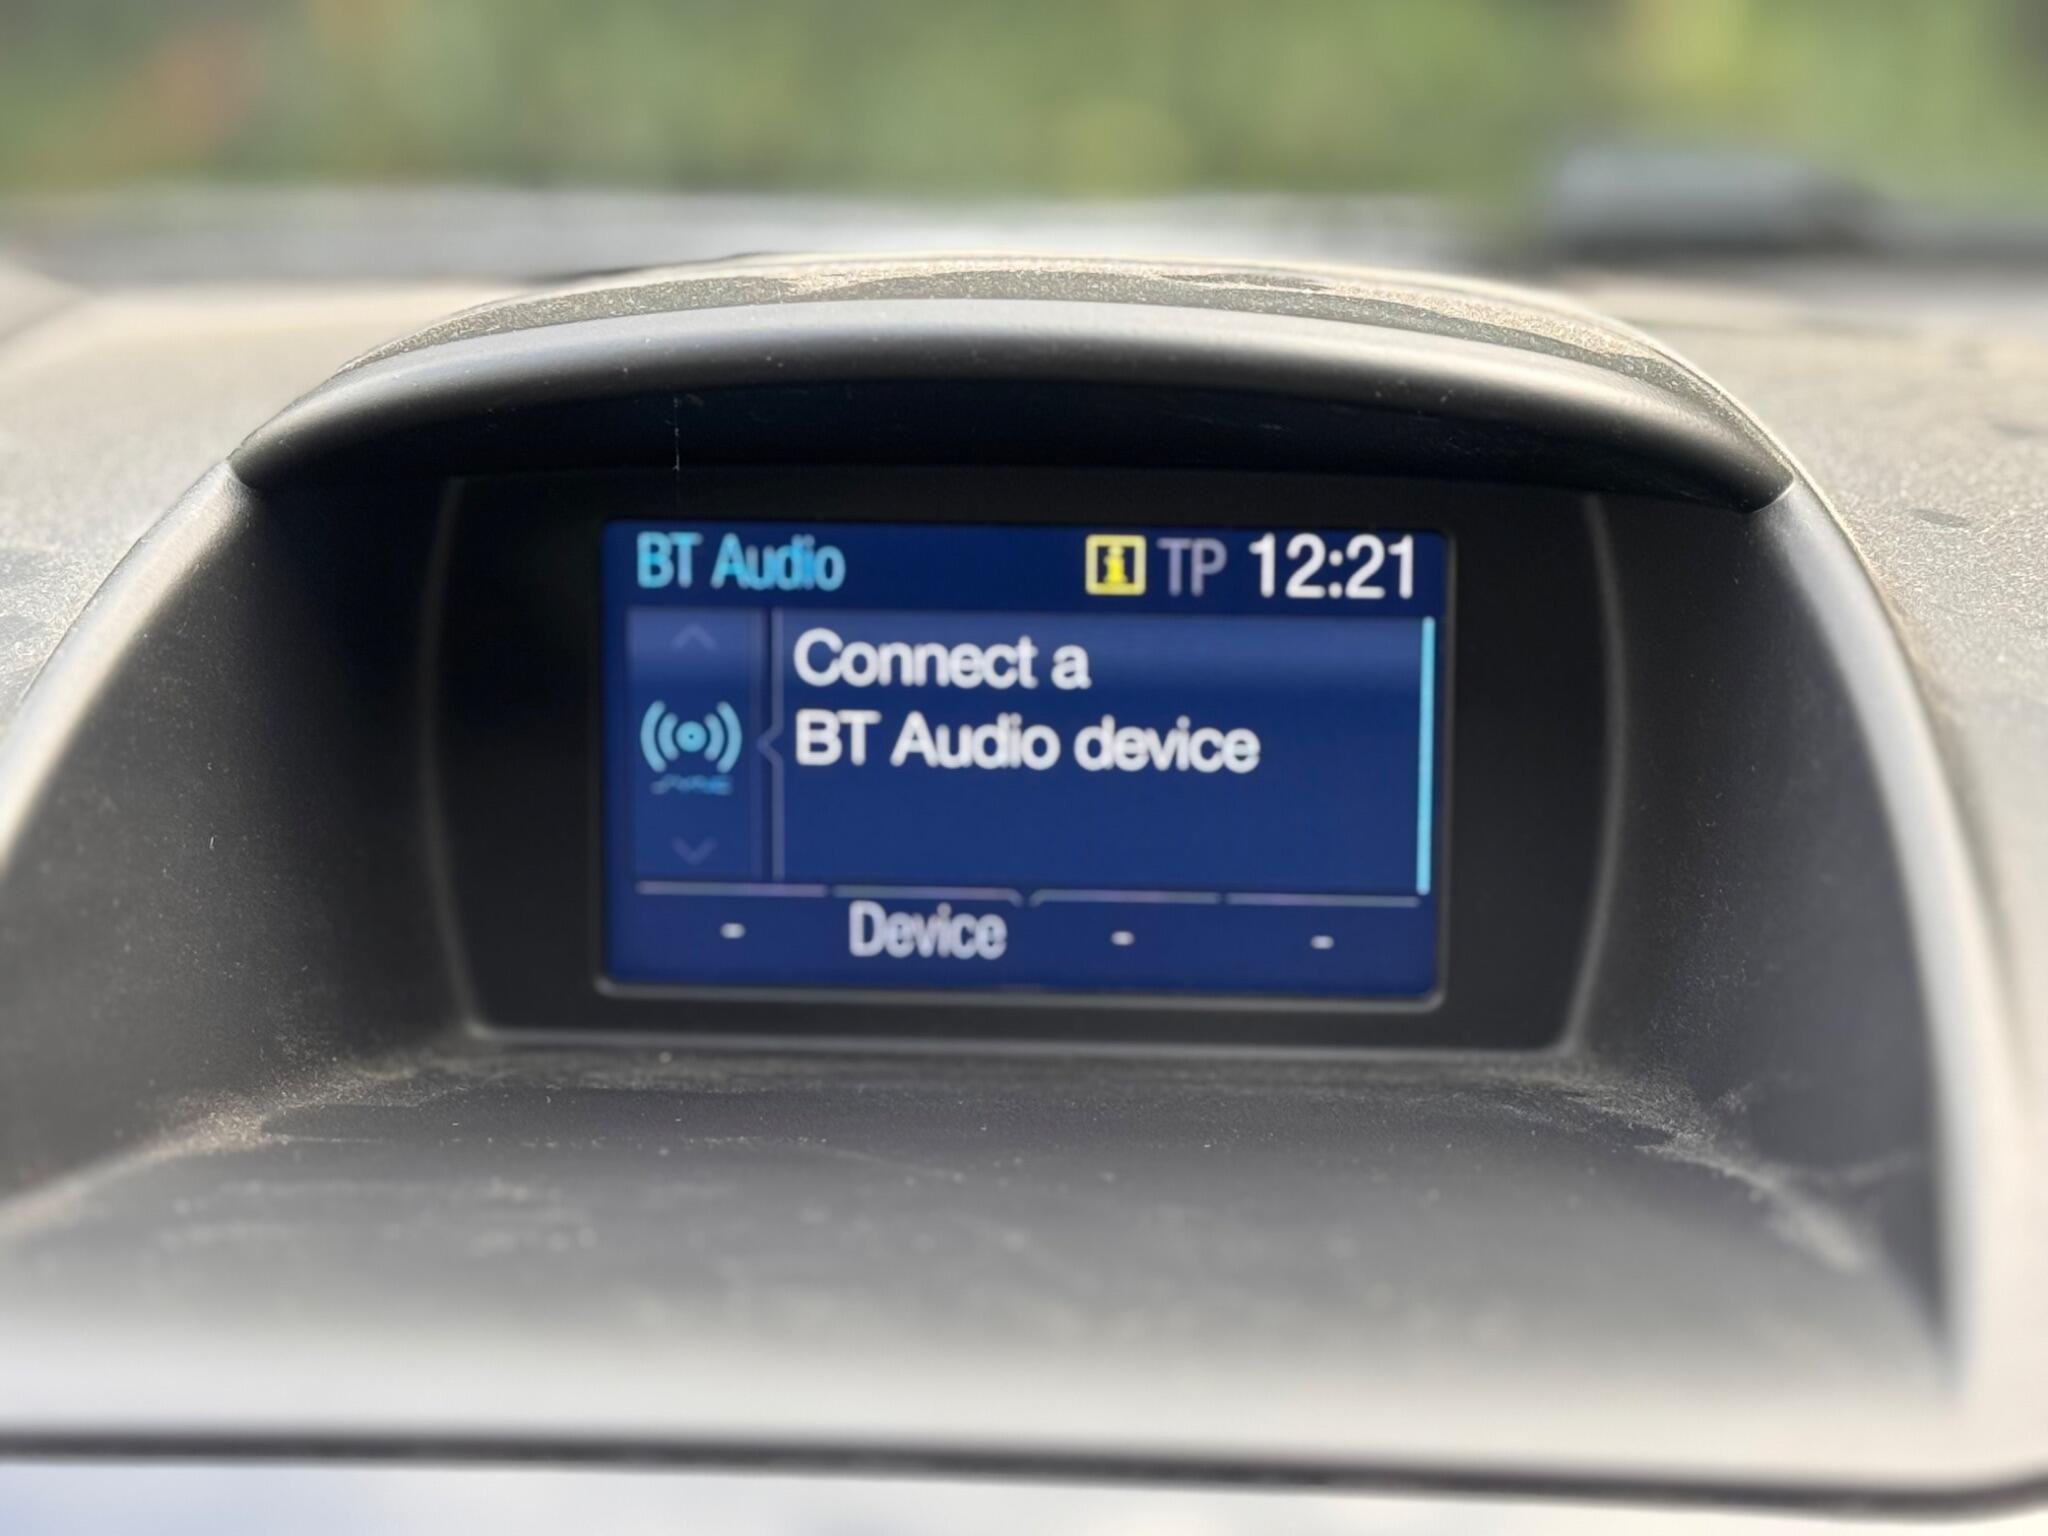 BT Audio i TP 12:21
Connect a
BT Audio device
- Device - -